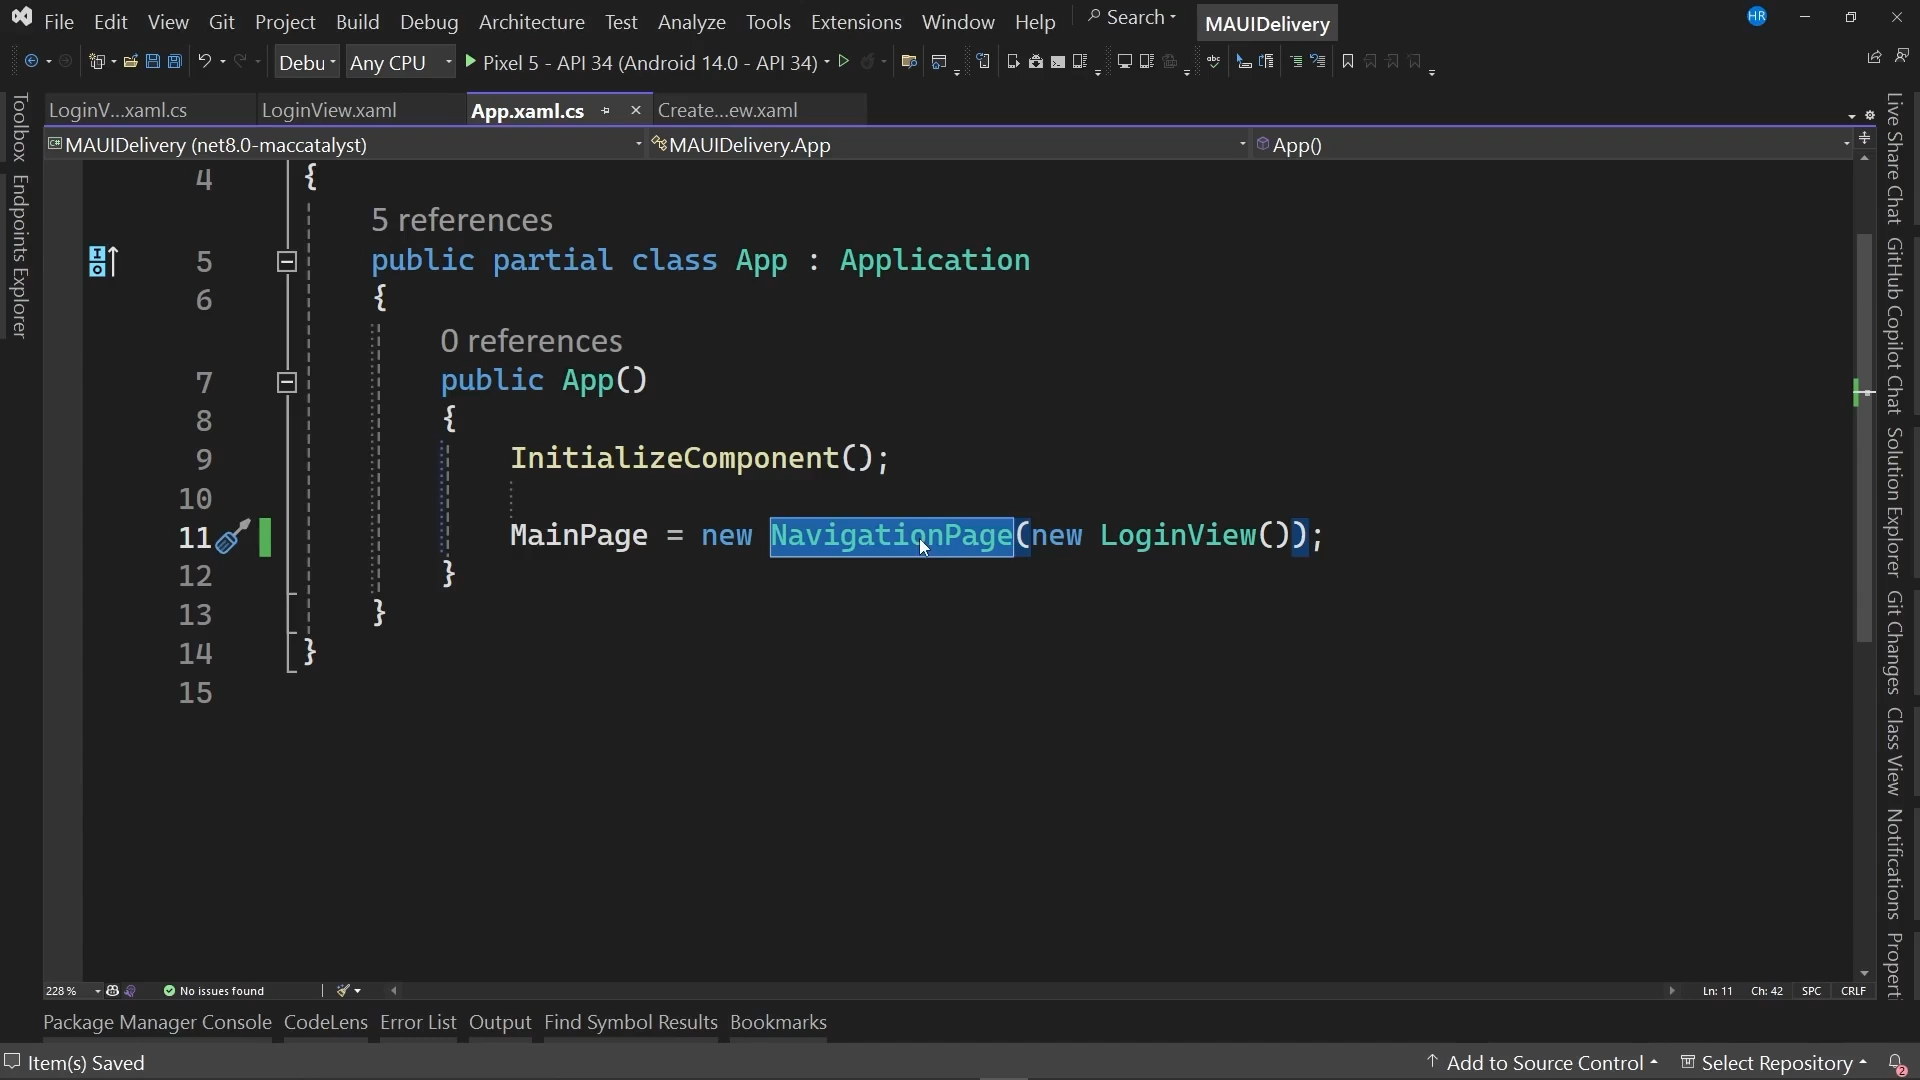 File Edit View Git Project Build Debug Architecture Test Analyze Tools Extensions Window Help Search MAUIDelivery HR
Debu Any CPU Pixel 5 - API 34 (Android 14.0 - API 34)
LoginV...xaml.cs LoginView.xaml App.xaml.cs Create...ew.xaml
MAUIDelivery (net8.0-maccatalyst) MAUIDelivery.App App()
4 {
5 references
5 public partial class App : Application
6 {
0 references
7 public App()
8 {
9 InitializeComponent();
10
11 MainPage = new NavigationPage(new LoginView());
12 }
13 }
14 }
15
Toolbox
Endpoints Explorer
Live Share Chat
GitHub Copilot Chat
Solution Explorer
Git Changes
Class View
Notifications
Properti
228 % No issues found Ln: 11 Ch: 42 SPC CRLF
Package Manager Console CodeLens Error List Output Find Symbol Results Bookmarks
Item(s) Saved Add to Source Control Select Repository 2